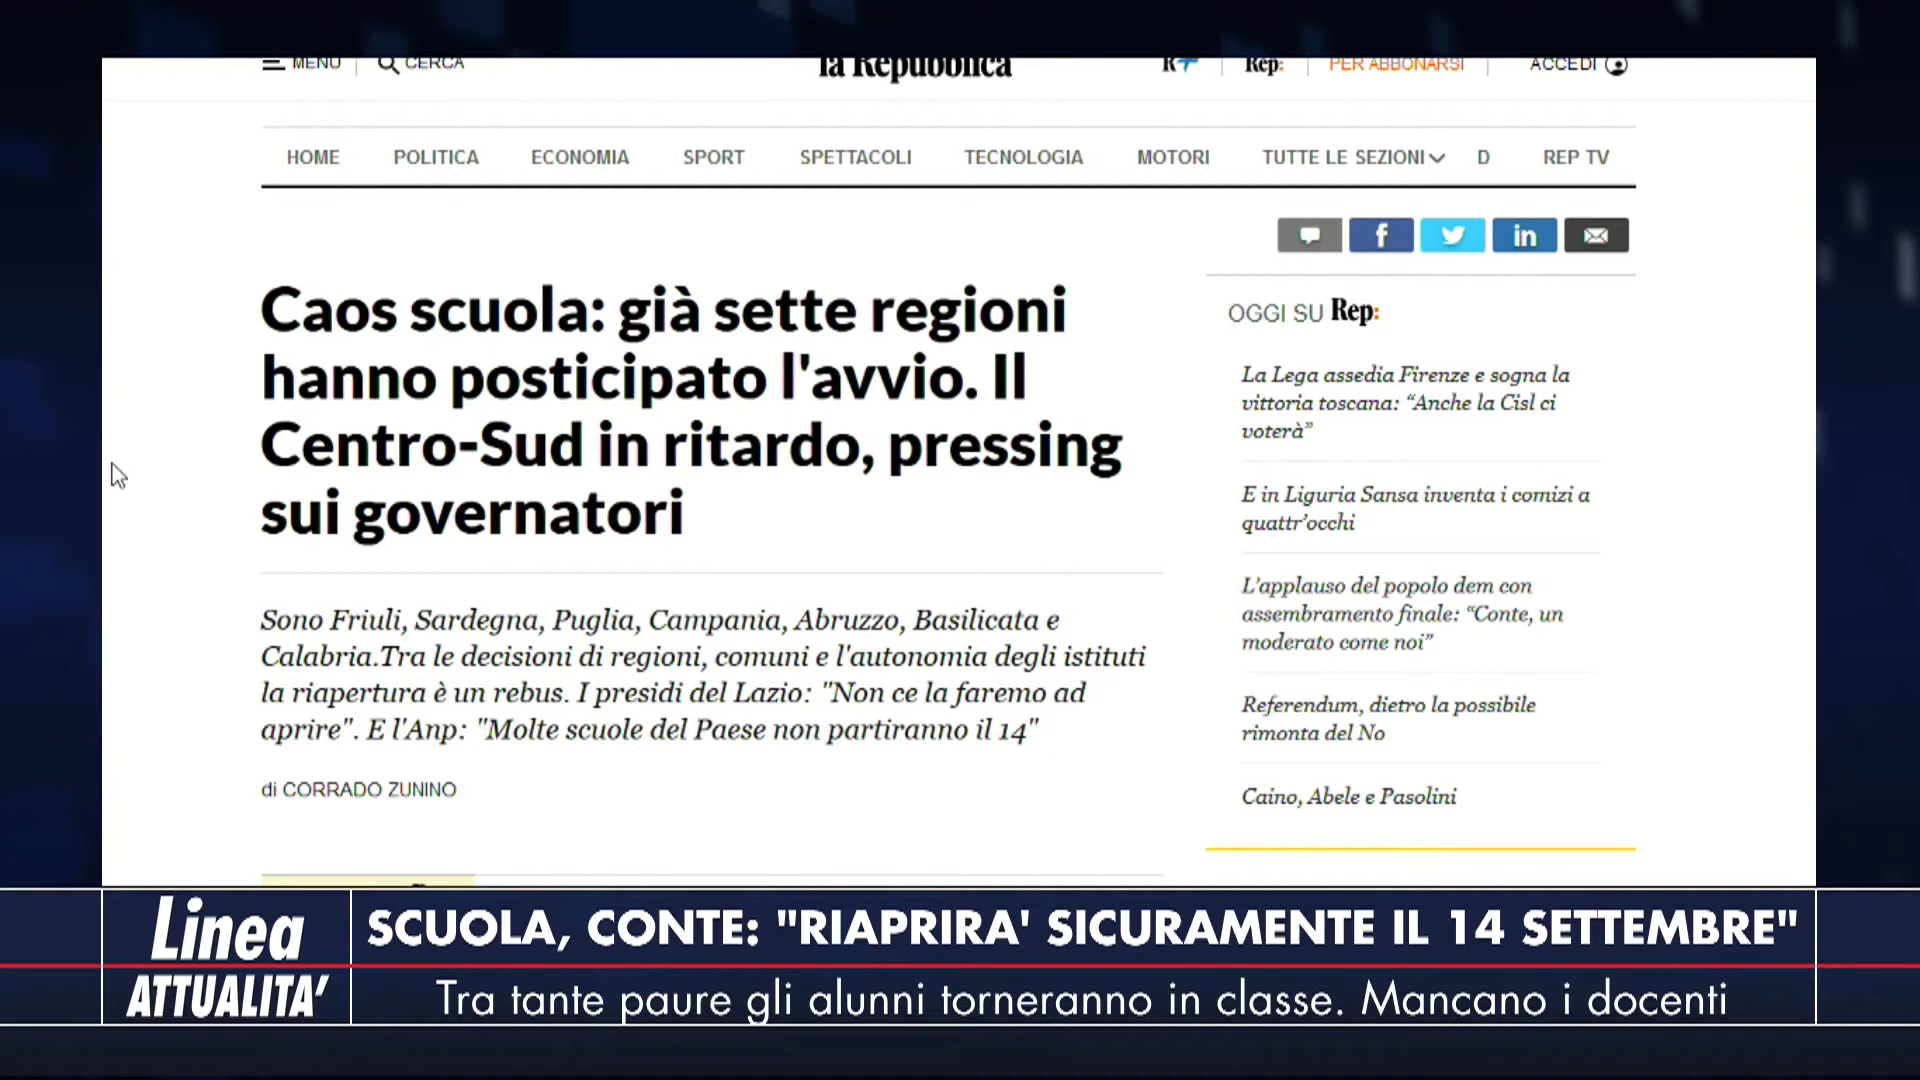 MENU
CERCA
la Repubblica
R+
Rep:
PER ABBONARSI
ACCEDI
HOME POLITICA ECONOMIA SPORT SPETTACOLI TECNOLOGIA MOTORI TUTTE LE SEZIONI D REP TV
Caos scuola: già sette regioni
hanno posticipato l'avvio. Il
Centro-Sud in ritardo, pressing
sui governatori
Sono Friuli, Sardegna, Puglia, Campania, Abruzzo, Basilicata e
Calabria.Tra le decisioni di regioni, comuni e l'autonomia degli istituti
la riapertura è un rebus. I presidi del Lazio: "Non ce la faremo ad
aprire". E l'Anp: "Molte scuole del Paese non partiranno il 14"
di CORRADO ZUNINO
f
in
OGGI SU Rep:
La Lega assedia Firenze e sogna la
vittoria toscana: “Anche la Cisl ci
voterà”
E in Liguria Sansa inventa i comizi a
quattr’occhi
L’applauso del popolo dem con
assembramento finale: “Conte, un
moderato come noi”
Referendum, dietro la possibile
rimonta del No
Caino, Abele e Pasolini
Linea
ATTUALITA'
SCUOLA, CONTE: "RIAPRIRA' SICURAMENTE IL 14 SETTEMBRE"
Tra tante paure gli alunni torneranno in classe. Mancano i docenti